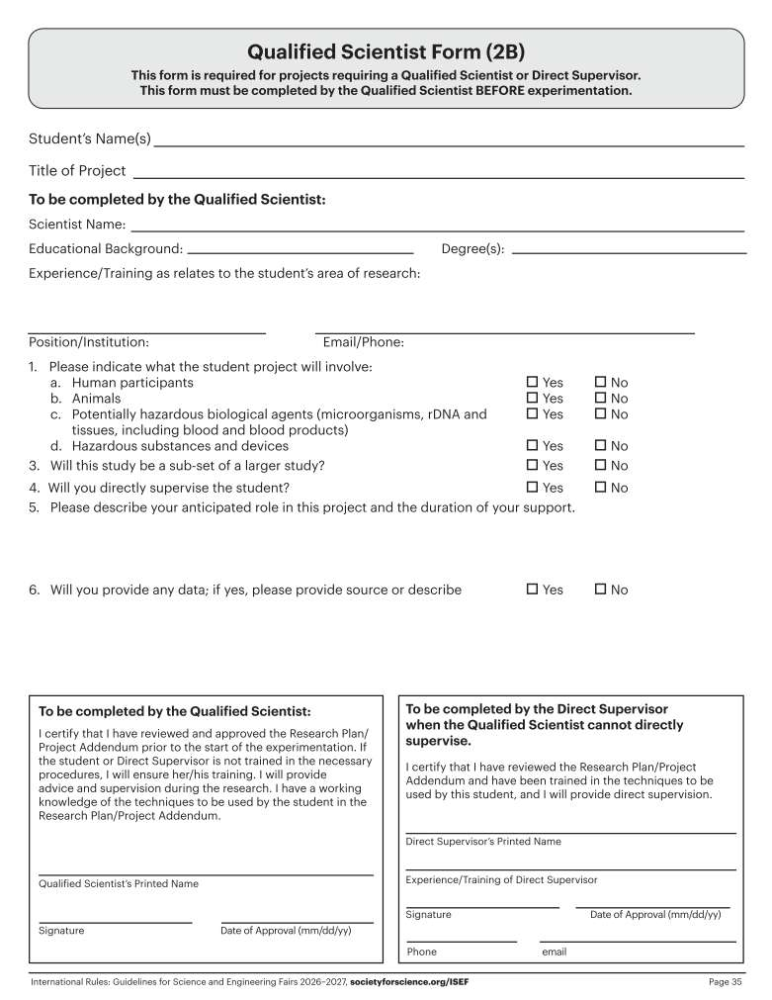 Qualified Scientist Form (2B)
This form is required for projects requiring a Qualified Scientist or Direct Supervisor.
This form must be completed by the Qualified Scientist BEFORE experimentation.
Student's Name(s)
Title of Project
To be completed by the Qualified Scientist:
Scientist Name:
Educational Background: Degree(s):
Experience/Training as relates to the student's area of research:
Position/Institution: Email/Phone:
1. Please indicate what the student project will involve:
a. Human participants ☐ Yes ☐ No
b. Animals ☐ Yes ☐ No
c. Potentially hazardous biological agents (microorganisms, rDNA and ☐ Yes ☐ No
tissues, including blood and blood products)
d. Hazardous substances and devices ☐ Yes ☐ No
3. Will this study be a sub-set of a larger study? ☐ Yes ☐ No
4. Will you directly supervise the student? ☐ Yes ☐ No
5. Please describe your anticipated role in this project and the duration of your support.
6. Will you provide any data; if yes, please provide source or describe ☐ Yes ☐ No
To be completed by the Qualified Scientist:
I certify that I have reviewed and approved the Research Plan/
Project Addendum prior to the start of the experimentation. If
the student or Direct Supervisor is not trained in the necessary
procedures, I will ensure her/his training. I will provide
advice and supervision during the research. I have a working
knowledge of the techniques to be used by the student in the
Research Plan/Project Addendum.
Qualified Scientist's Printed Name
Signature Date of Approval (mm/dd/yy)
To be completed by the Direct Supervisor
when the Qualified Scientist cannot directly
supervise.
I certify that I have reviewed the Research Plan/Project
Addendum and have been trained in the techniques to be
used by this student, and I will provide direct supervision.
Direct Supervisor's Printed Name
Experience/Training of Direct Supervisor
Signature Date of Approval (mm/dd/yy)
Phone email
International Rules: Guidelines for Science and Engineering Fairs 2026–2027, societyforscience.org/ISEF Page 35